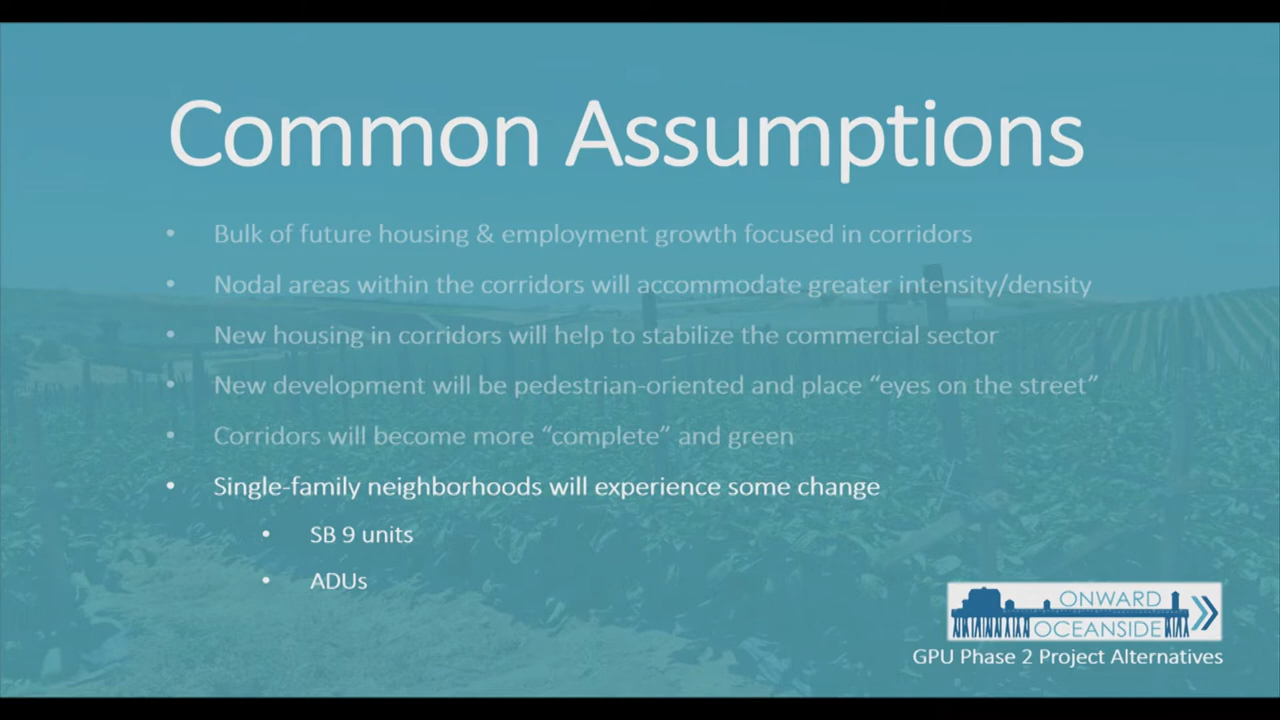 Common Assumptions
• Bulk of future housing & employment growth focused in corridors
• Nodal areas within the corridors will accommodate greater intensity/density
• New housing in corridors will help to stabilize the commercial sector
• New development will be pedestrian-oriented and place “eyes on the street”
• Corridors will become more “complete” and green
• Single-family neighborhoods will experience some change
• SB 9 units
• ADUs
ONWARD
OCEANSIDE
GPU Phase 2 Project Alternatives